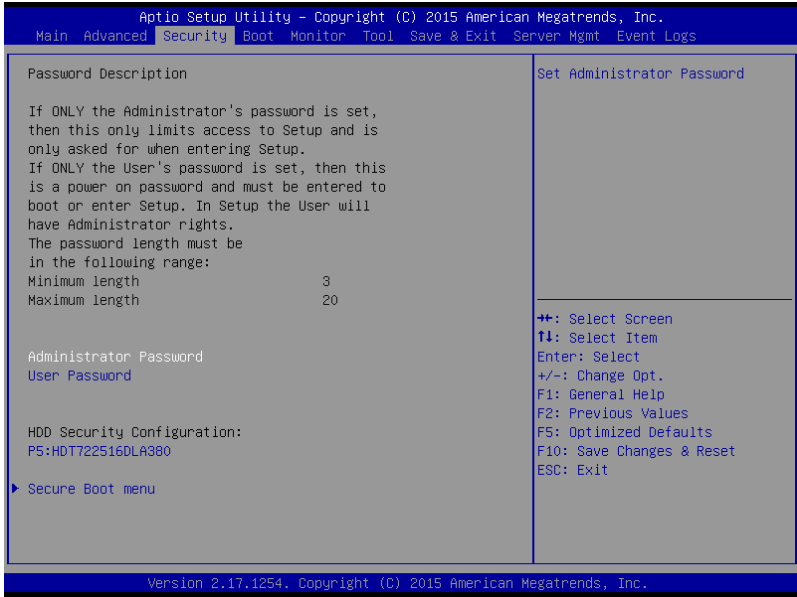 Aptio Setup Utility – Copyright (C) 2015 American Megatrends, Inc.
Main Advanced Security Boot Monitor Tool Save & Exit Server Mgmt Event Logs
Password Description
If ONLY the Administrator's password is set,
then this only limits access to Setup and is
only asked for when entering Setup.
If ONLY the User's password is set, then this
is a power on password and must be entered to
boot or enter Setup. In Setup the User will
have Administrator rights.
The password length must be
in the following range:
Minimum length 3
Maximum length 20
Administrator Password
User Password
HDD Security Configuration:
P5:HDT722516DLA380
Secure Boot menu
Set Administrator Password
→←: Select Screen
↑↓: Select Item
Enter: Select
+/-: Change Opt.
F1: General Help
F2: Previous Values
F5: Optimized Defaults
F10: Save Changes & Reset
ESC: Exit
Version 2.17.1254. Copyright (C) 2015 American Megatrends, Inc.